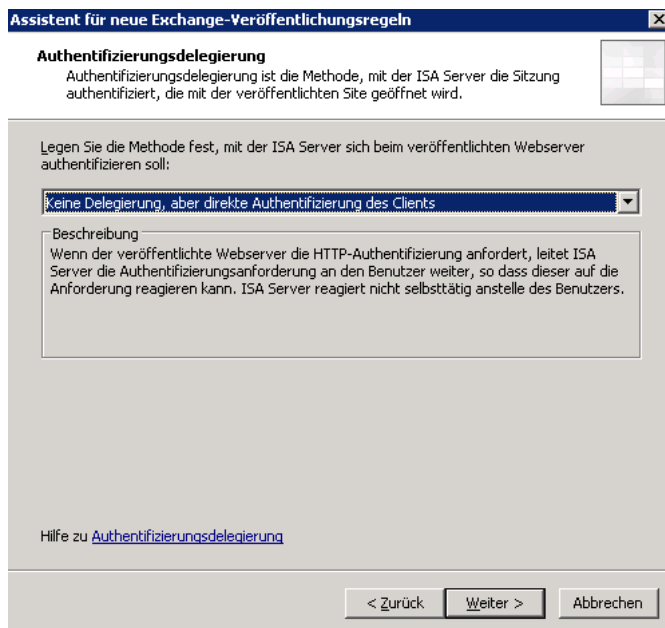 Assistent für neue Exchange-Veröffentlichungsregeln
Authentifizierungsdelegierung
Authentifizierungsdelegierung ist die Methode, mit der ISA Server die Sitzung
authentifiziert, die mit der veröffentlichten Site geöffnet wird.
Legen Sie die Methode fest, mit der ISA Server sich beim veröffentlichten Webserver
authentifizieren soll:
Keine Delegierung, aber direkte Authentifizierung des Clients
Beschreibung
Wenn der veröffentlichte Webserver die HTTP-Authentifizierung anfordert, leitet ISA
Server die Authentifizierungsanforderung an den Benutzer weiter, so dass dieser auf die
Anforderung reagieren kann. ISA Server reagiert nicht selbsttätig anstelle des Benutzers.
Hilfe zu Authentifizierungsdelegierung
< Zurück Weiter > Abbrechen